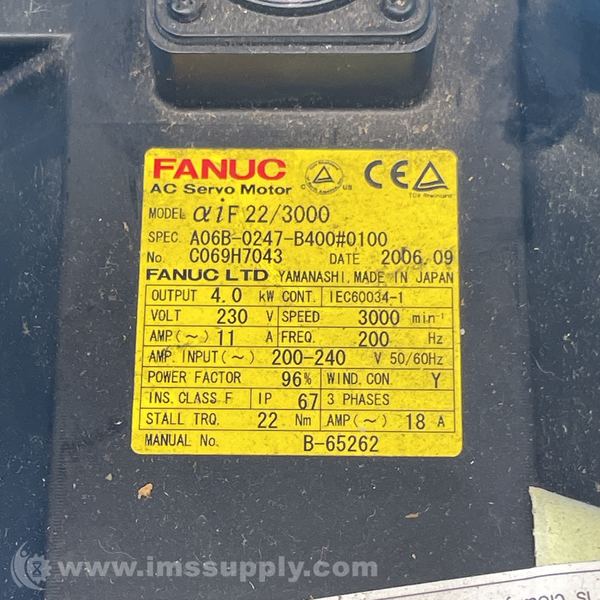 FANUC
AC Servo Motor
C US
TÜV Rheinland
MODEL αiF 22/3000
SPEC. A06B-0247-B400#0100
No. C069H7043 DATE 2006.09
FANUC LTD YAMANASHI, MADE IN JAPAN
OUTPUT 4.0 kW CONT. IEC60034-1
VOLT 230 V SPEED 3000 min⁻¹
AMP (~) 11 A FREQ. 200 Hz
AMP. INPUT (~) 200-240 V 50/60Hz
POWER FACTOR 96% WIND. CON. Y
INS. CLASS F IP 67 3 PHASES
STALL TRQ. 22 Nm AMP (~) 18 A
MANUAL No. B-65262
www.imssupply.com